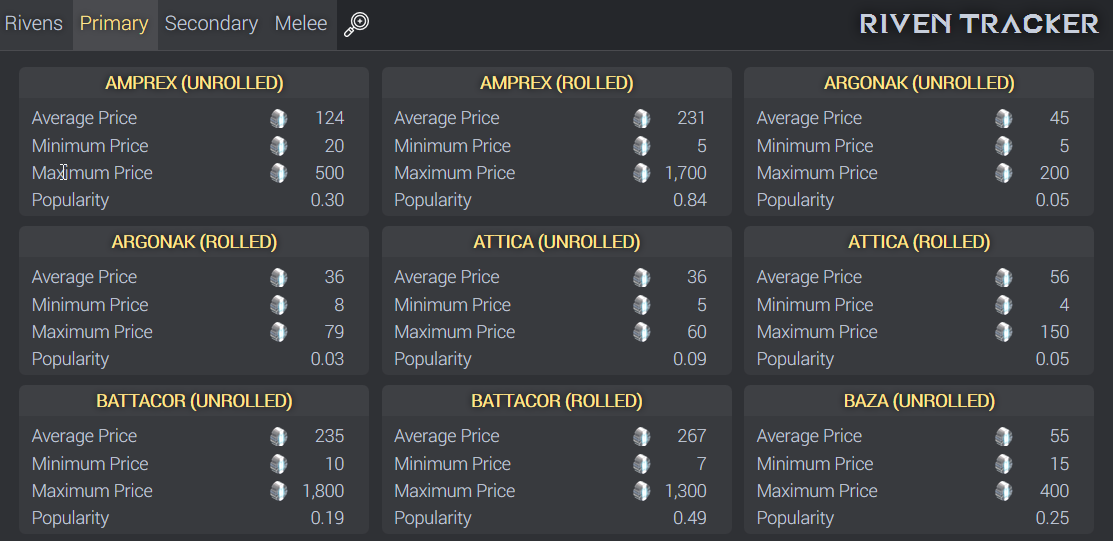 Rivens Primary Secondary Melee RIVEN TRACKER
AMPREX (UNROLLED)
Average Price 124
Minimum Price 20
Maximum Price 500
Popularity 0.30
AMPREX (ROLLED)
Average Price 231
Minimum Price 5
Maximum Price 1,700
Popularity 0.84
ARGONAK (UNROLLED)
Average Price 45
Minimum Price 5
Maximum Price 200
Popularity 0.05
ARGONAK (ROLLED)
Average Price 36
Minimum Price 8
Maximum Price 79
Popularity 0.03
ATTICA (UNROLLED)
Average Price 36
Minimum Price 5
Maximum Price 60
Popularity 0.09
ATTICA (ROLLED)
Average Price 56
Minimum Price 4
Maximum Price 150
Popularity 0.05
BATTACOR (UNROLLED)
Average Price 235
Minimum Price 10
Maximum Price 1,800
Popularity 0.19
BATTACOR (ROLLED)
Average Price 267
Minimum Price 7
Maximum Price 1,300
Popularity 0.49
BAZA (UNROLLED)
Average Price 55
Minimum Price 15
Maximum Price 400
Popularity 0.25